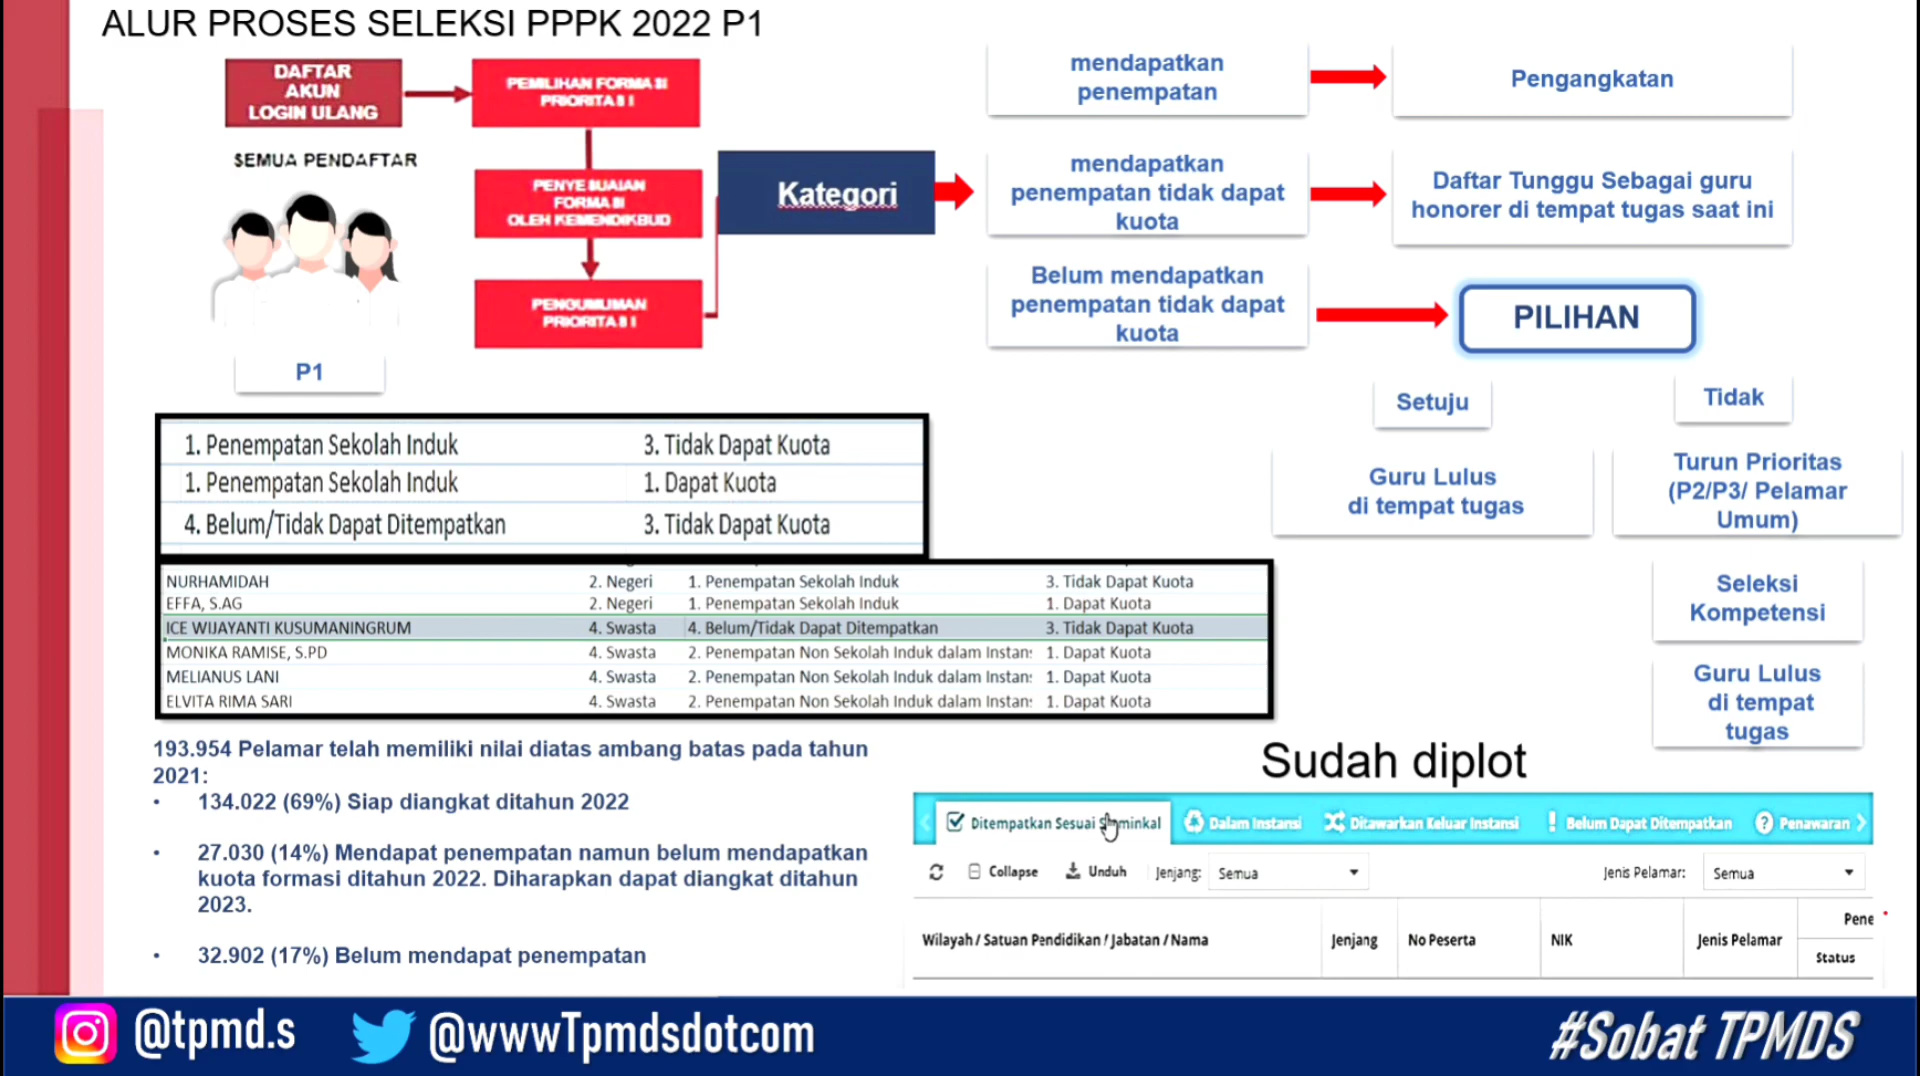 ALUR PROSES SELEKSI PPPK 2022 P1
DAFTAR
AKUN
LOGIN ULANG
PEMILIHAN FORMASI
PRIORITAS I
SEMUA PENDAFTAR
P1
PENYESUAIAN
FORMASI
OLEH KEMENDIKBUD
PENGUMUMAN
PRIORITAS I
Kategori
mendapatkan
penempatan
Pengangkatan
mendapatkan
penempatan tidak dapat
kuota
Daftar Tunggu Sebagai guru
honorer di tempat tugas saat ini
Belum mendapatkan
penempatan tidak dapat
kuota
PILIHAN
Setuju
Tidak
Guru Lulus
di tempat tugas
Turun Prioritas
(P2/P3/ Pelamar
Umum)
Seleksi
Kompetensi
Guru Lulus
di tempat
tugas
1. Penempatan Sekolah Induk 3. Tidak Dapat Kuota
1. Penempatan Sekolah Induk 1. Dapat Kuota
4. Belum/Tidak Dapat Ditempatkan 3. Tidak Dapat Kuota
NURHAMIDAH 2. Negeri 1. Penempatan Sekolah Induk 3. Tidak Dapat Kuota
EFFA, S.AG 2. Negeri 1. Penempatan Sekolah Induk 1. Dapat Kuota
ICE WIJAYANTI KUSUMANINGRUM 4. Swasta 4. Belum/Tidak Dapat Ditempatkan 3. Tidak Dapat Kuota
MONIKA RAMISE, S.PD 4. Swasta 2. Penempatan Non Sekolah Induk dalam Instan 1. Dapat Kuota
MELIANUS LANI 4. Swasta 2. Penempatan Non Sekolah Induk dalam Instan 1. Dapat Kuota
ELVITA RIMA SARI 4. Swasta 2. Penempatan Non Sekolah Induk dalam Instan 1. Dapat Kuota
193.954 Pelamar telah memiliki nilai diatas ambang batas pada tahun
2021:
• 134.022 (69%) Siap diangkat ditahun 2022
• 27.030 (14%) Mendapat penempatan namun belum mendapatkan
kuota formasi ditahun 2022. Diharapkan dapat diangkat ditahun
2023.
• 32.902 (17%) Belum mendapat penempatan
Sudah diplot
Ditempatkan Sesuai Dalam Instansi Ditawarkan Keluar Instansi Belum Dapat Ditempatkan Penawaran
Collapse Unduh Jenjang: Semua Jenis Pelamar: Semua
Wilayah / Satuan Pendidikan / Jabatan / Nama Jenjang No Peserta NIK Jenis Pelamar Pene
Status
@tpmd.s @wwwTpmdsdotcom #Sobat TPMDS